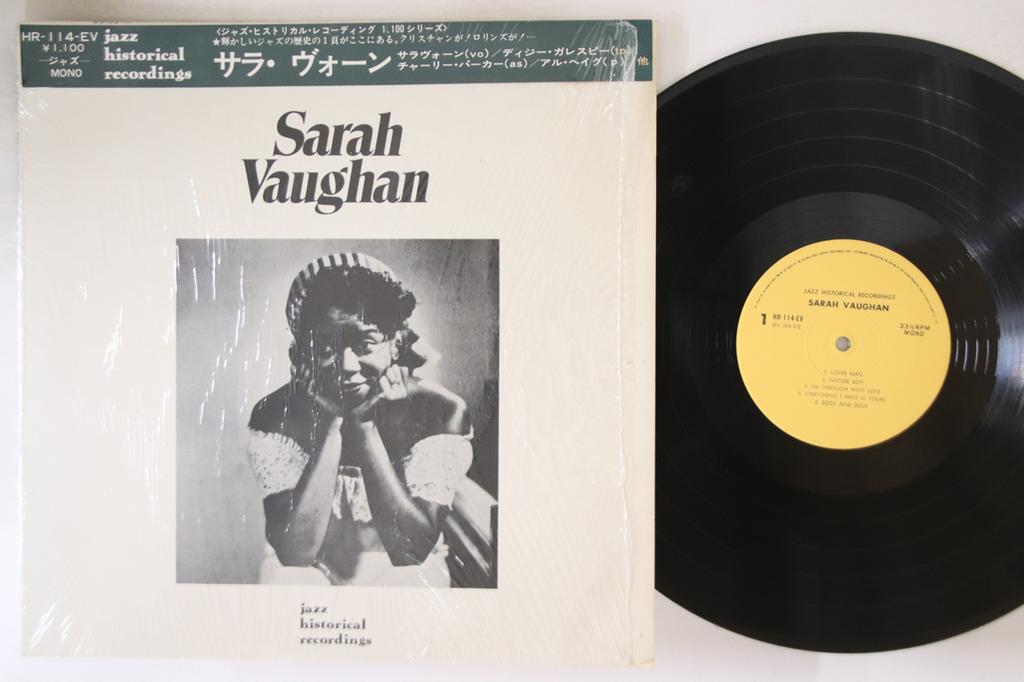 HR-114-EV
¥1,100
—ジャズ—
MONO
jazz
historical
recordings
〈ジャズ・ヒストリカル・レコーディング 1,100シリーズ〉
★輝かしいジャズの歴史の1頁がここにある。クリスチャンが!ロリンズが!‥‥
サラ・ヴォーン
サラヴォーン(vo)/ディジー・ガレスピー(tp)
チャーリー・パーカー(as)/アル・ヘイグ(p) 他
Sarah
Vaughan
jazz
historical
recordings
JAZZ HISTORICAL RECORDINGS
SARAH VAUGHAN
1 HR-114-EV
33⅓RPM
MONO
1. LOVER MAN
2. NATURE BOY
3. I'M THROUGH WITH LOVE
4. EVERYTHING I HAVE IS YOURS
5. BODY AND SOUL